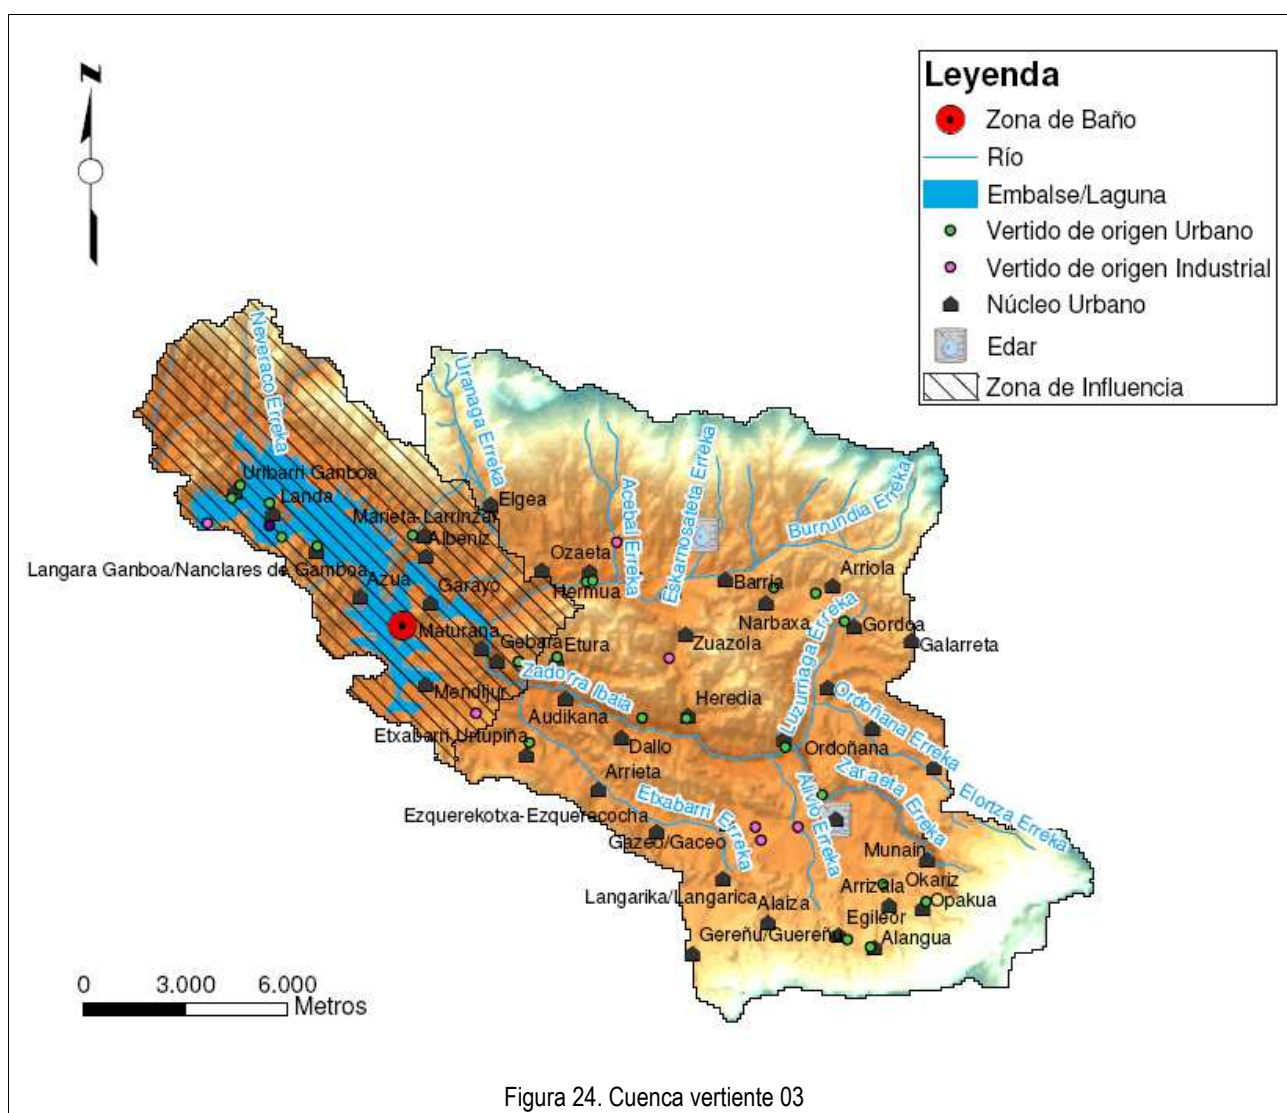 Z
Leyenda
Zona de Baño
Río
Embalse/Laguna
Vertido de origen Urbano
Vertido de origen Industrial
Núcleo Urbano
Edar
Zona de Influencia
Neveraco Erreka
Uranaga Erreka
Acebal Erreka
Eskarnosateta Erreka
Burrundia Erreka
Uribarri Ganboa
Landa
Elgea
Marieta-Larrinzar
Albeniz
Ozaeta
Langara Ganboa/Nanclares de Gamboa
Azua
Garayo
Hermua
Barria
Arriola
Narbaxa
Gordoa
Galarreta
Maturana
Gebara
Etura
Zuazola
Luzurriaga Erreka
Zadorra Ibaia
Mendijur
Audikana
Heredia
Ordoñana Erreka
Etxabarri Urtupiña
Dallo
Ordoñana
Zaraeta Erreka
Elortza Erreka
Arrieta
Etxabarri Erreka
Alivio Erreka
Ezquerekotxa-Ezquerecocha
Gazeo/Gaceo
Munain
Langarika/Langarica
Alaiza
Arrizala
Okariz
Opakua
Egileor
Gereñu/Guereñu
Alangua
0 3.000 6.000
Metros
Figura 24. Cuenca vertiente 03